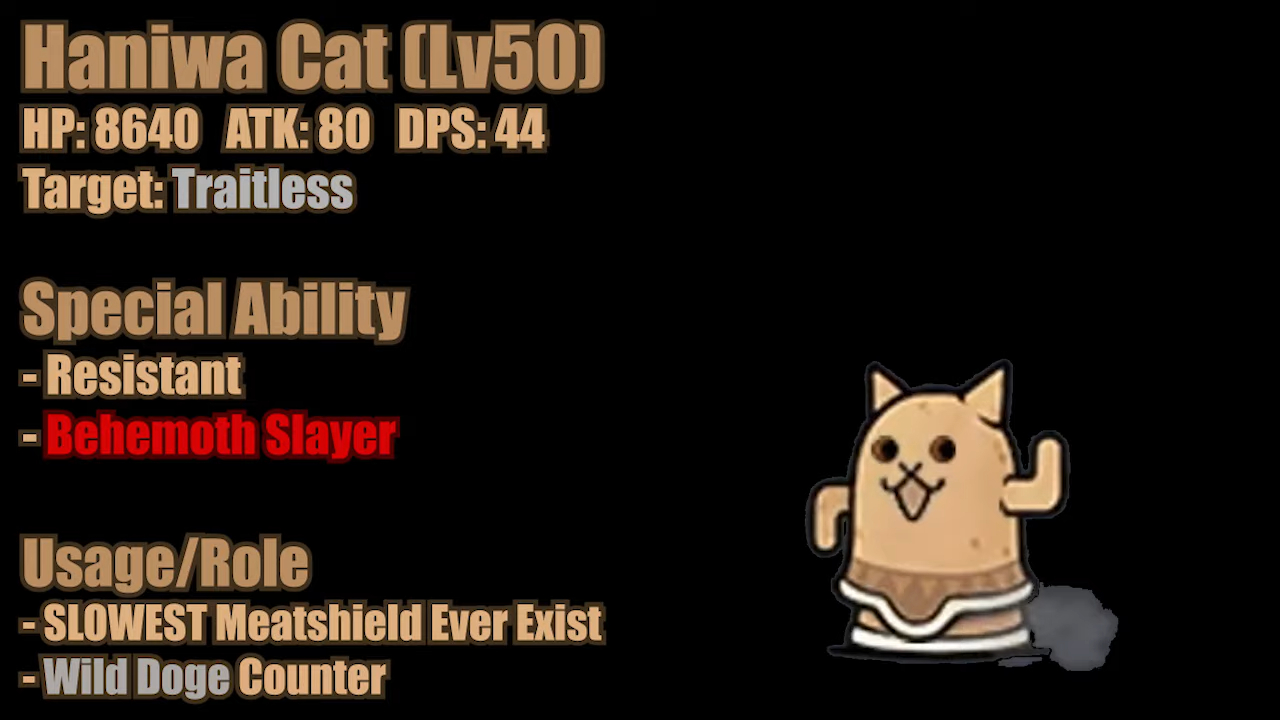 Haniwa Cat (Lv50)
HP: 8640 ATK: 80 DPS: 44
Target: Traitless
Special Ability
- Resistant
- Behemoth Slayer
Usage/Role
- SLOWEST Meatshield Ever Exist
- Wild Doge Counter